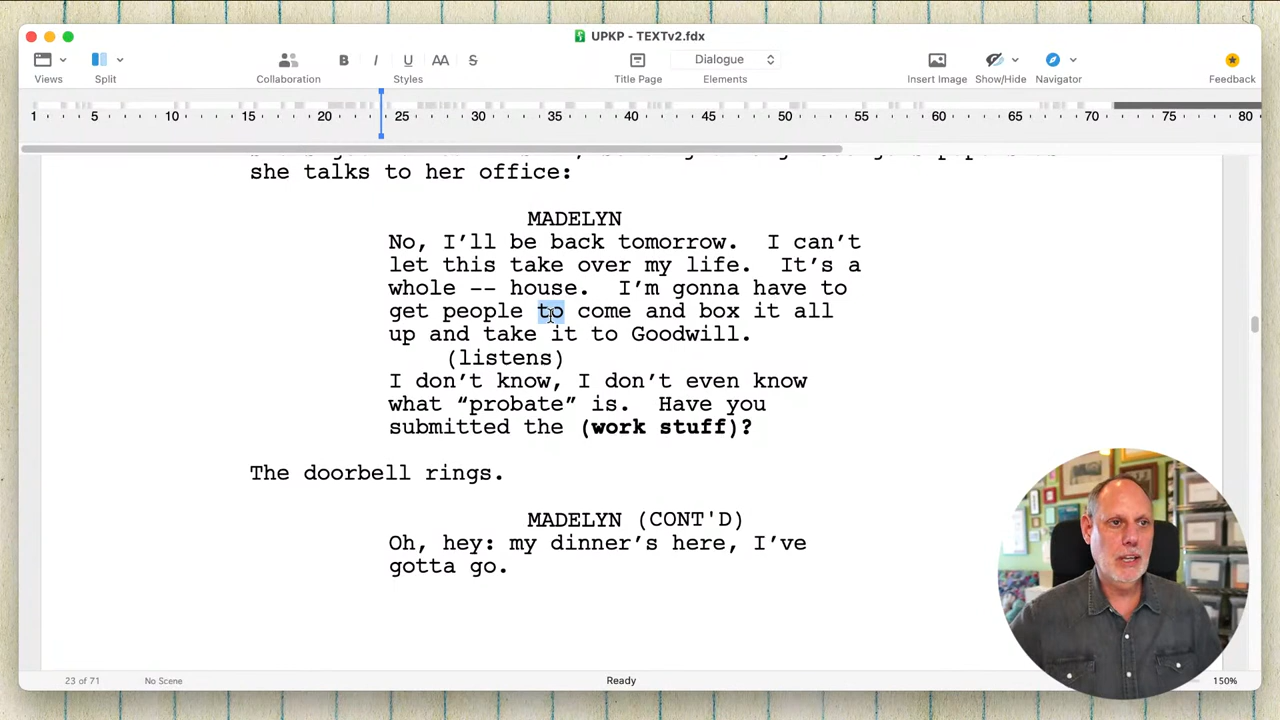 UPKP - TEXTv2.fdx
B I U AA S
Dialogue
Views Split Collaboration Styles Title Page Elements Insert Image Show/Hide Navigator Feedback
1 5 10 15 20 25 30 35 40 45 50 55 60 65 70 75 80
she talks to her office:
MADELYN
No, I’ll be back tomorrow.  I can’t
let this take over my life.  It’s a
whole -- house.  I’m gonna have to
get people to come and box it all
up and take it to Goodwill.
(listens)
I don’t know, I don’t even know
what “probate” is.  Have you
submitted the (work stuff)?
The doorbell rings.
MADELYN (CONT'D)
Oh, hey: my dinner’s here, I’ve
gotta go.
23 of 71 No Scene Ready 150%